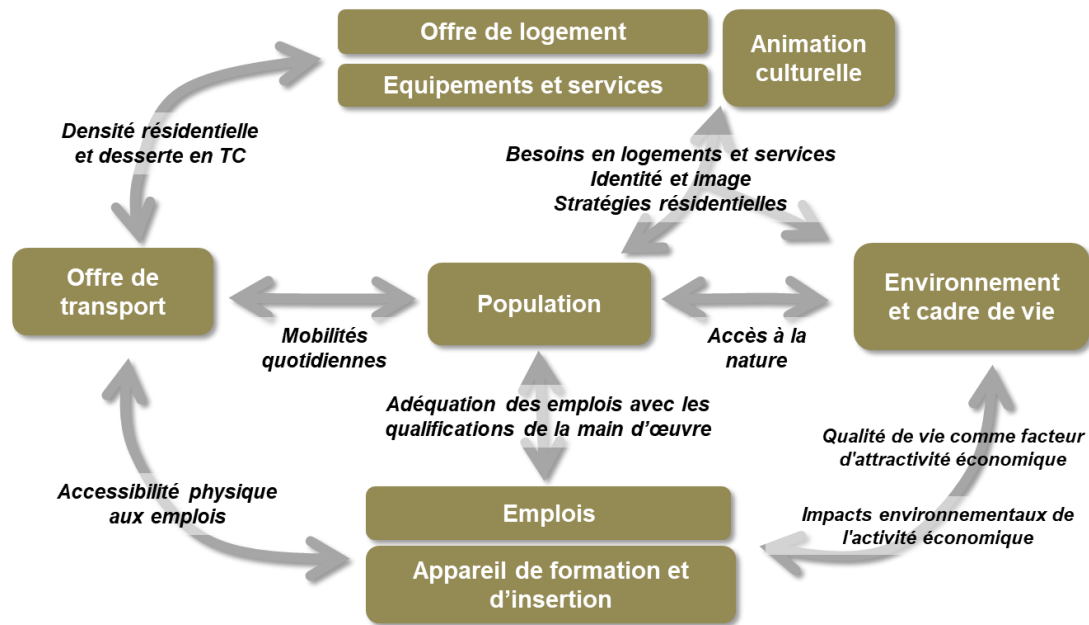 Offre de logement
Equipements et services
Animation
culturelle
Densité résidentielle
et desserte en TC
Besoins en logements et services
Identité et image
Stratégies résidentielles
Offre de
transport
Population
Environnement
et cadre de vie
Mobilités
quotidiennes
Accès à la
nature
Adéquation des emplois avec les
qualifications de la main d’œuvre
Qualité de vie comme facteur
d'attractivité économique
Accessibilité physique
aux emplois
Emplois
Impacts environnementaux de
l'activité économique
Appareil de formation et
d’insertion